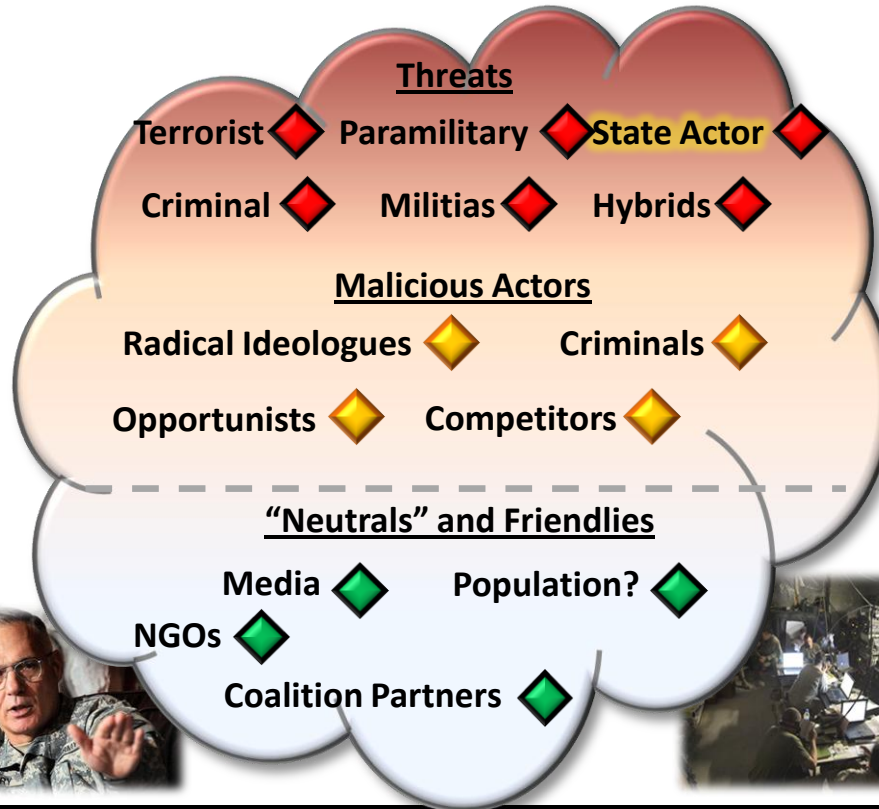 Threats
Terrorist Paramilitary State Actor
Criminal Militias Hybrids
Malicious Actors
Radical Ideologues Criminals
Opportunists Competitors
“Neutrals” and Friendlies
Media Population?
NGOs
Coalition Partners